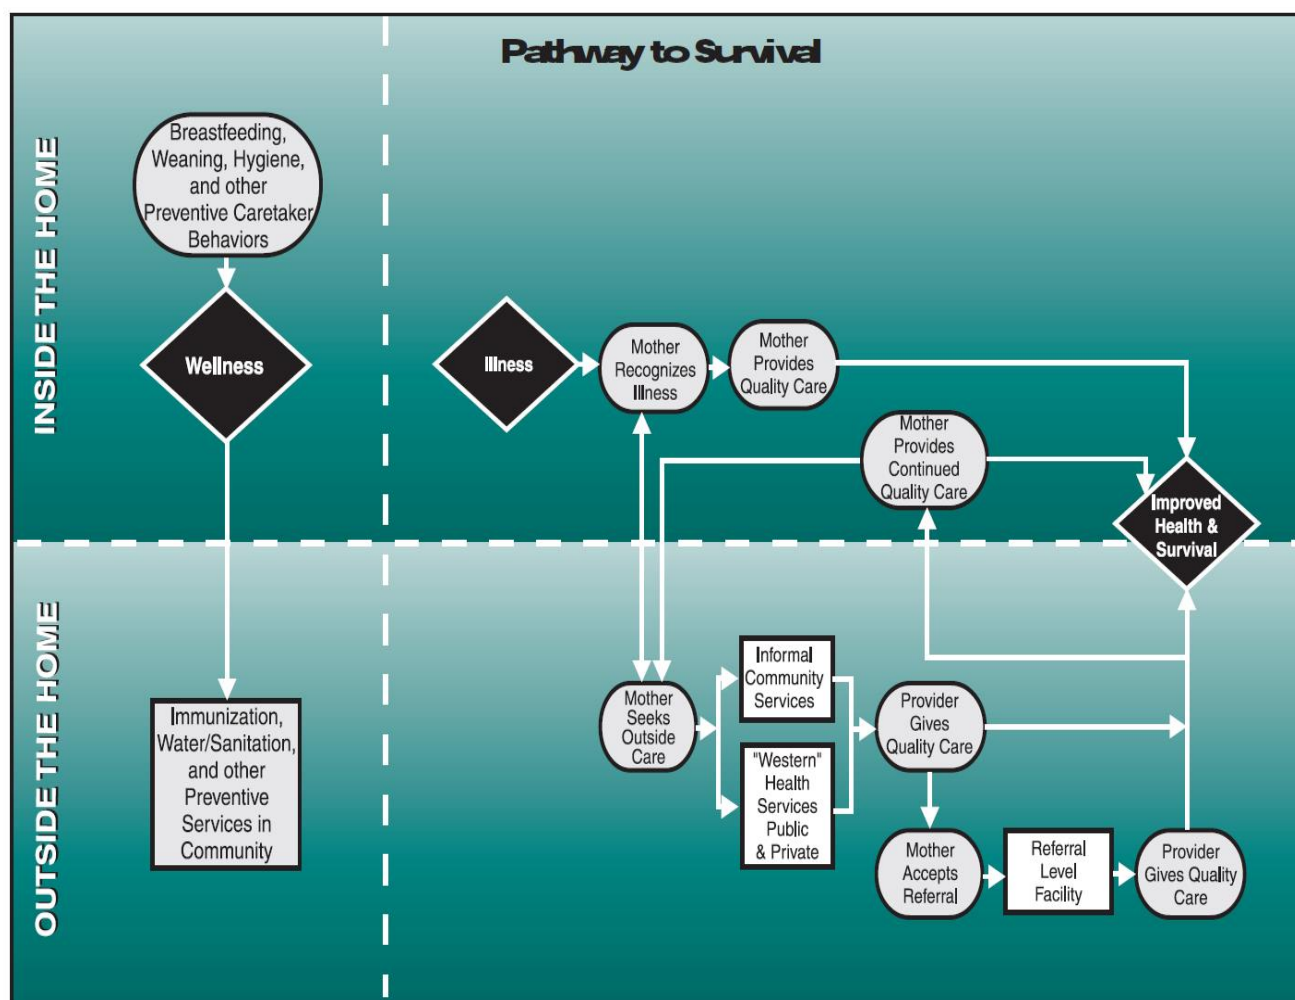 Pathway to Survival
INSIDE THE HOME
Breastfeeding,
Weaning, Hygiene,
and other
Preventive Caretaker
Behaviors
Wellness
Illness
Mother
Recognizes
Illness
Mother
Provides
Quality Care
Mother
Provides
Continued
Quality Care
Improved
Health &
Survival
OUTSIDE THE HOME
Immunization,
Water/Sanitation,
and other
Preventive
Services in
Community
Mother
Seeks
Outside
Care
Informal
Community
Services
"Western"
Health
Services
Public
& Private
Provider
Gives
Quality Care
Mother
Accepts
Referral
Referral
Level
Facility
Provider
Gives Quality
Care